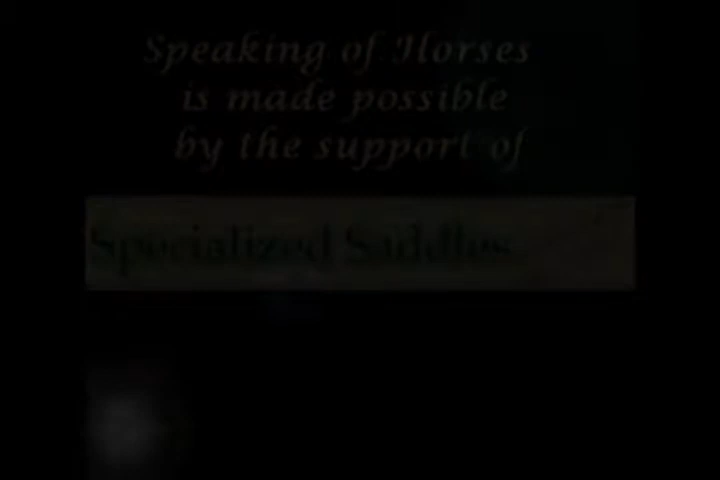 Speaking of Horses
is made possible
by the support of
Specialized Saddles